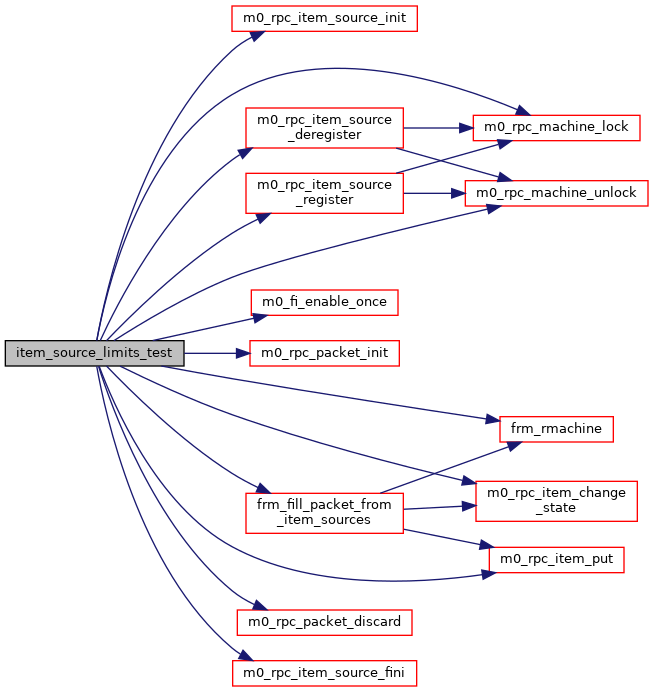 m0_rpc_item_source_init
m0_rpc_item_source
_deregister
m0_rpc_machine_lock
m0_rpc_item_source
_register
m0_rpc_machine_unlock
m0_fi_enable_once
item_source_limits_test
m0_rpc_packet_init
frm_rmachine
frm_fill_packet_from
_item_sources
m0_rpc_item_change
_state
m0_rpc_item_put
m0_rpc_packet_discard
m0_rpc_item_source_fini